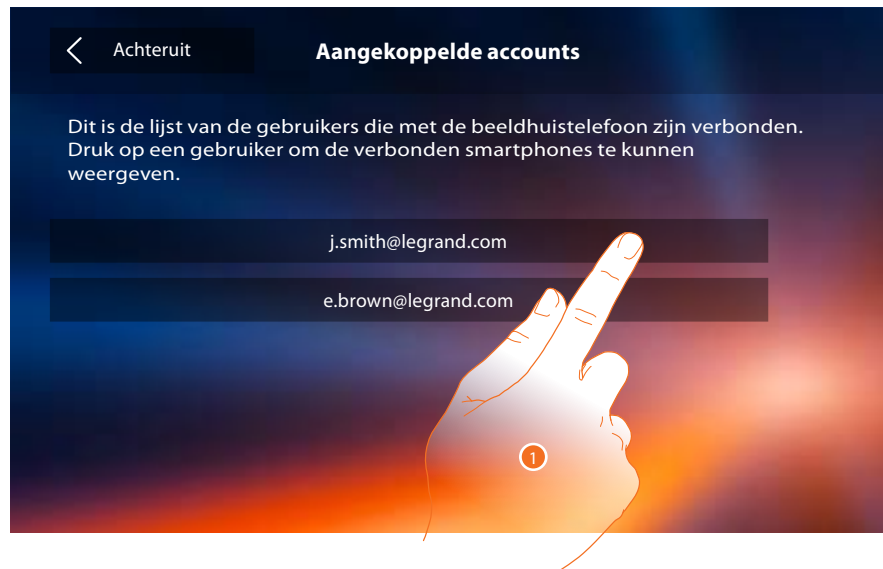 Achteruit
Aangekoppelde accounts
Dit is de lijst van de gebruikers die met de beeldhuistelefoon zijn verbonden.
Druk op een gebruiker om de verbonden smartphones te kunnen
weergeven.
j.smith@legrand.com
e.brown@legrand.com
1